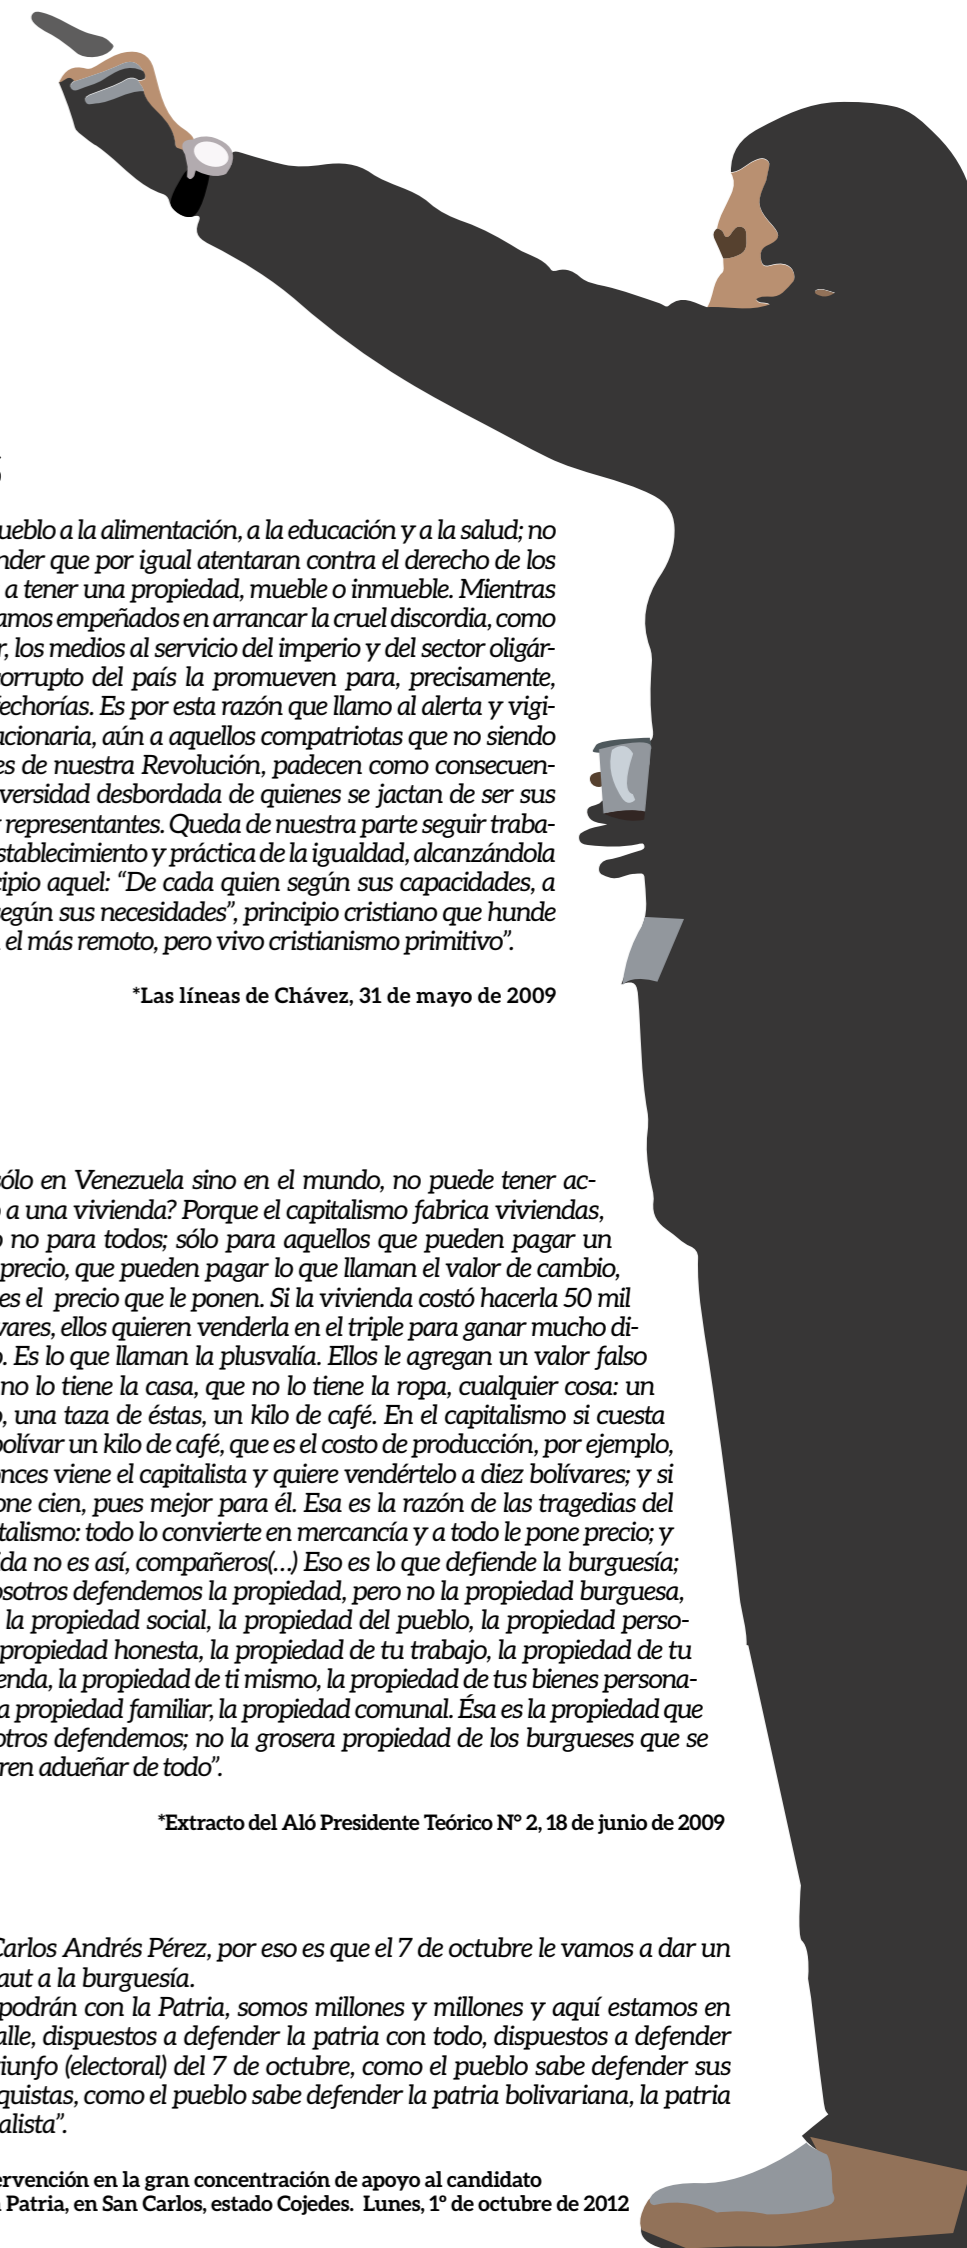 ueblo a la alimentación, a la educación y a la salud; no
nder que por igual atentaran contra el derecho de los
a tener una propiedad, mueble o inmueble. Mientras
amos empeñados en arrancar la cruel discordia, como
r, los medios al servicio del imperio y del sector oligár-
orrupto del país la promueven para, precisamente,
echorías. Es por esta razón que llamo al alerta y vigi-
ucionaria, aún a aquellos compatriotas que no siendo
es de nuestra Revolución, padecen como consecuen-
versidad desbordada de quienes se jactan de ser sus
r representantes. Queda de nuestra parte seguir traba-
stablecimiento y práctica de la igualdad, alcanzándola
cipio aquel: “De cada quien según sus capacidades, a
según sus necesidades”, principio cristiano que hunde
el más remoto, pero vivo cristianismo primitivo”.
*Las líneas de Chávez, 31 de mayo de 2009
sólo en Venezuela sino en el mundo, no puede tener ac-
a una vivienda? Porque el capitalismo fabrica viviendas,
o no para todos; sólo para aquellos que pueden pagar un
precio, que pueden pagar lo que llaman el valor de cambio,
es el precio que le ponen. Si la vivienda costó hacerla 50 mil
vares, ellos quieren venderla en el triple para ganar mucho di-
o. Es lo que llaman la plusvalía. Ellos le agregan un valor falso
no lo tiene la casa, que no lo tiene la ropa, cualquier cosa: un
o, una taza de éstas, un kilo de café. En el capitalismo si cuesta
bolívar un kilo de café, que es el costo de producción, por ejemplo,
onces viene el capitalista y quiere vendértelo a diez bolívares; y si
one cien, pues mejor para él. Esa es la razón de las tragedias del
italismo: todo lo convierte en mercancía y a todo le pone precio; y
ida no es así, compañeros(…) Eso es lo que defiende la burguesía;
osotros defendemos la propiedad, pero no la propiedad burguesa,
la propiedad social, la propiedad del pueblo, la propiedad perso-
propiedad honesta, la propiedad de tu trabajo, la propiedad de tu
enda, la propiedad de ti mismo, la propiedad de tus bienes persona-
a propiedad familiar, la propiedad comunal. Ésa es la propiedad que
otros defendemos; no la grosera propiedad de los burgueses que se
ren adueñar de todo”.
*Extracto del Aló Presidente Teórico N° 2, 18 de junio de 2009
Carlos Andrés Pérez, por eso es que el 7 de octubre le vamos a dar un
aut a la burguesía.
podrán con la Patria, somos millones y millones y aquí estamos en
alle, dispuestos a defender la patria con todo, dispuestos a defender
riunfo (electoral) del 7 de octubre, como el pueblo sabe defender sus
quistas, como el pueblo sabe defender la patria bolivariana, la patria
alista”.
ervención en la gran concentración de apoyo al candidato
a Patria, en San Carlos, estado Cojedes. Lunes, 1° de octubre de 2012